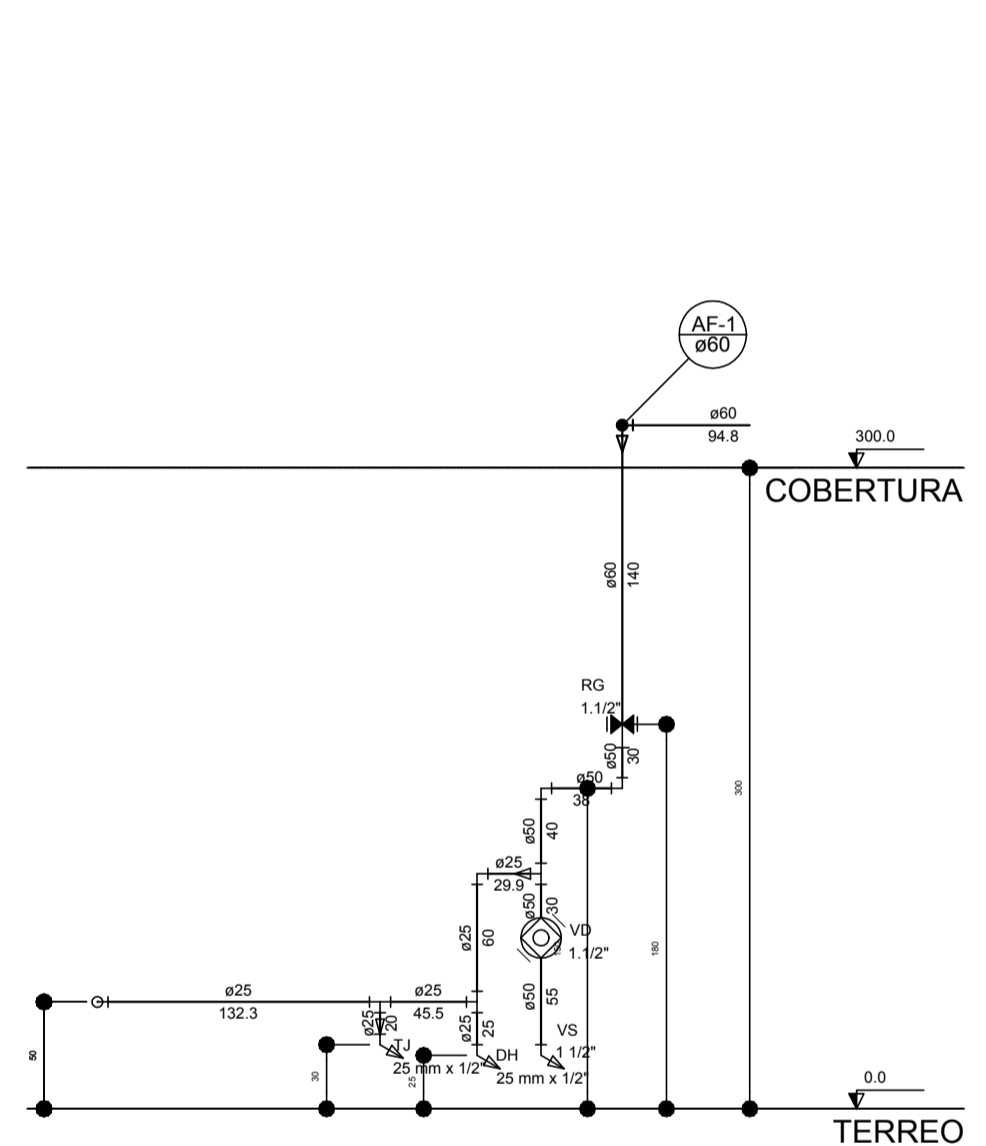 AF-1
ø60
ø60
94.8
300.0
COBERTURA
ø60
140
RG
1.1/2"
ø50
30
ø50
38
300
ø50
40
ø25
29.9
ø50
30
ø25
60
VD
1.1/2"
180
ø25
132.3
ø25
45.5
ø50
55
ø25
20
ø25
25
VS
1 1/2"
TJ
25 mm x 1/2"
DH
25 mm x 1/2"
50
30
25
0.0
TERREO